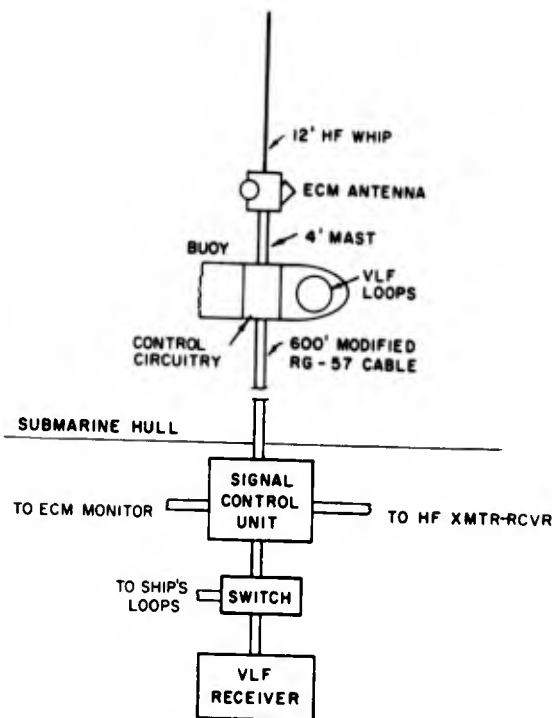 12' HF WHIP
ECM ANTENNA
4' MAST
BUOY
VLF
LOOPS
CONTROL
CIRCUITRY
600' MODIFIED
RG-57 CABLE
SUBMARINE HULL
SIGNAL
CONTROL
UNIT
TO ECM MONITOR
TO HF XMTR-RCVR
TO SHIP'S
LOOPS
SWITCH
VLF
RECEIVER